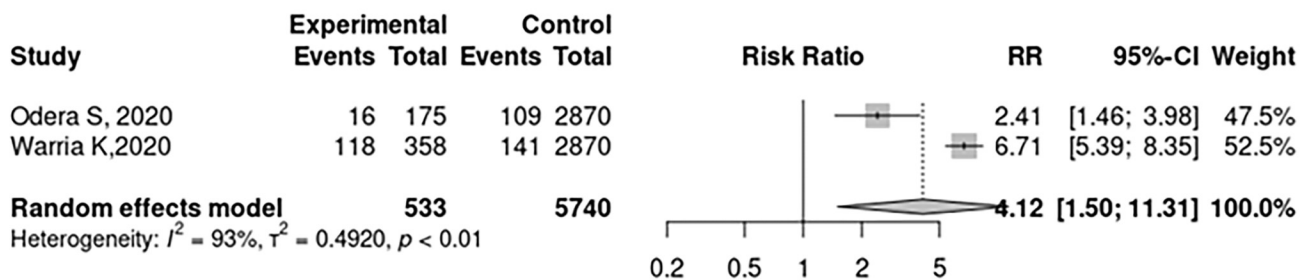 Experimental Control
Study Events Total Events Total Risk Ratio RR 95%-CI Weight
Odera S, 2020 16 175 109 2870 2.41 [1.46; 3.98] 47.5%
Warria K,2020 118 358 141 2870 6.71 [5.39; 8.35] 52.5%
Random effects model 533 5740 4.12 [1.50; 11.31] 100.0%
Heterogeneity: I² = 93%, τ² = 0.4920, p < 0.01
0.2 0.5 1 2 5